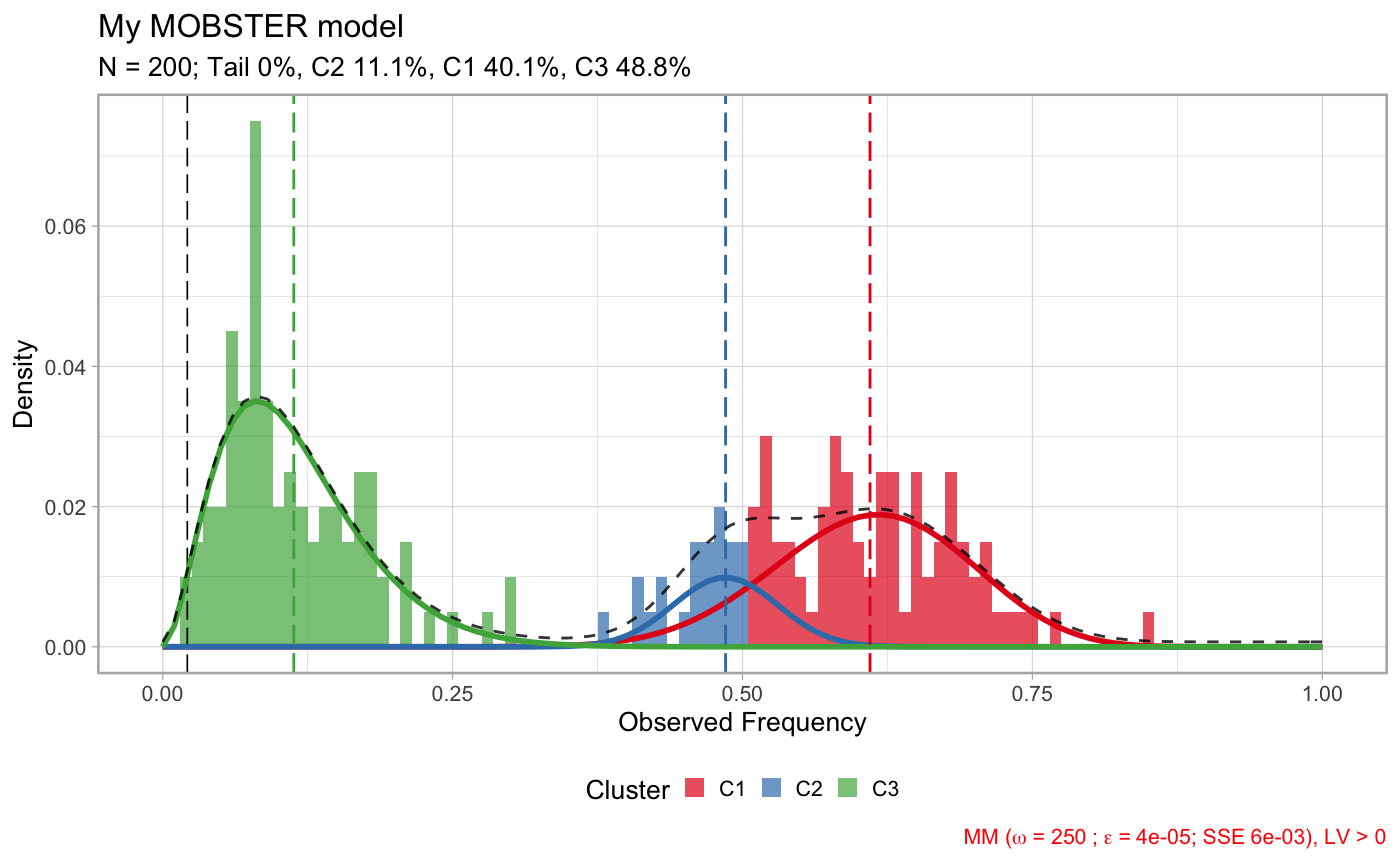 My MOBSTER model
N = 200; Tail 0%, C2 11.1%, C1 40.1%, C3 48.8%
Density
0.06
0.04
0.02
0.00
0.00 0.25 0.50 0.75 1.00
Observed Frequency
Cluster C1 C2 C3
MM (ω = 250 ; ε = 4e-05; SSE 6e-03), LV > 0